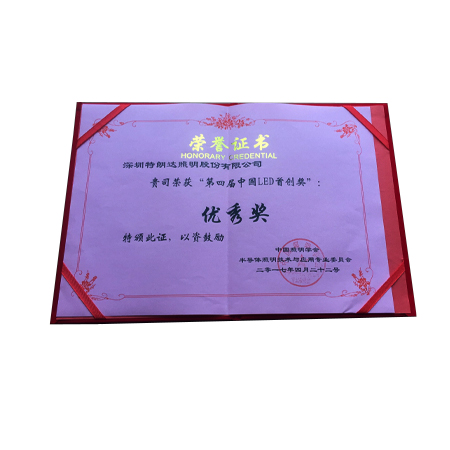 荣誉证书
HONORARY CREDENTIAL
深圳特朗达照明股份有限公司
贵司荣获“第四届中国LED首创奖”：
优秀奖
特颁此证，以资鼓励
中国照明学会
半导体照明技术与应用专业委员会
二零一七年四月二十二号